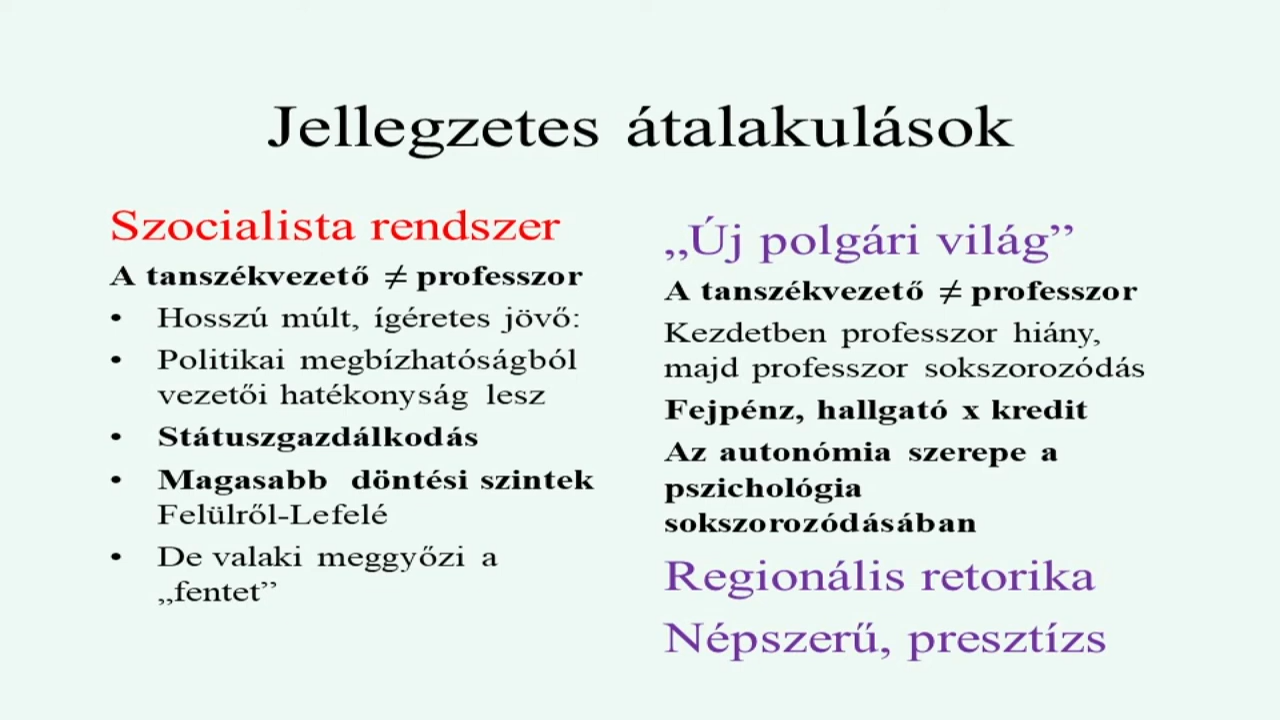 Jellegzetes átalakulások
Szocialista rendszer
A tanszékvezető ≠ professzor
• Hosszú múlt, ígéretes jövő:
• Politikai megbízhatóságból
vezetői hatékonyság lesz
• Státuszgazdálkodás
• Magasabb döntési szintek
Felülről-Lefelé
• De valaki meggyőzi a
„fentet”
„Új polgári világ”
A tanszékvezető ≠ professzor
Kezdetben professzor hiány,
majd professzor sokszorozódás
Fejpénz, hallgató x kredit
Az autonómia szerepe a
pszichológia
sokszorozódásában
Regionális retorika
Népszerű, presztízs